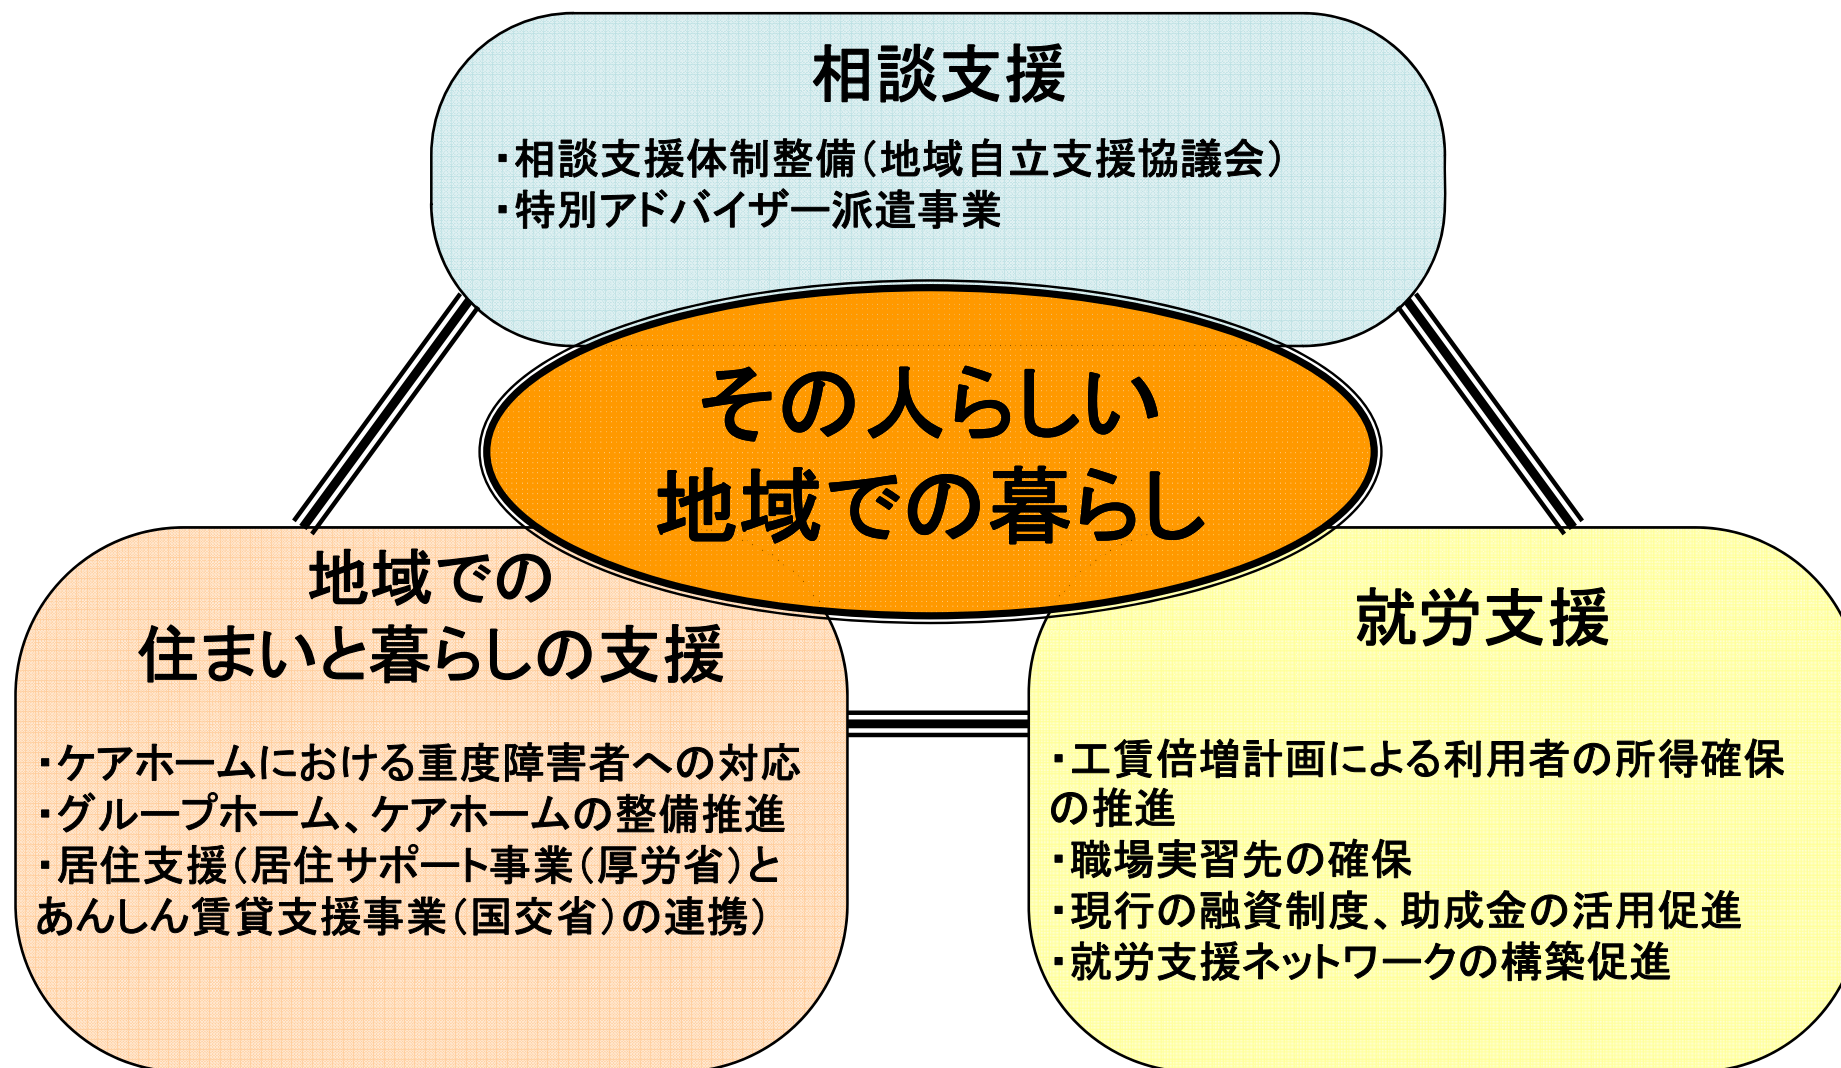 相談支援
・相談支援体制整備（地域自立支援協議会）
・特別アドバイザー派遣事業
その人らしい
地域での暮らし
地域での
住まいと暮らしの支援
・ケアホームにおける重度障害者への対応
・グループホーム、ケアホームの整備推進
・居住支援（居住サポート事業（厚労省）と
あんしん賃貸支援事業（国交省）の連携）
就労支援
・工賃倍増計画による利用者の所得確保
の推進
・職場実習先の確保
・現行の融資制度、助成金の活用促進
・就労支援ネットワークの構築促進